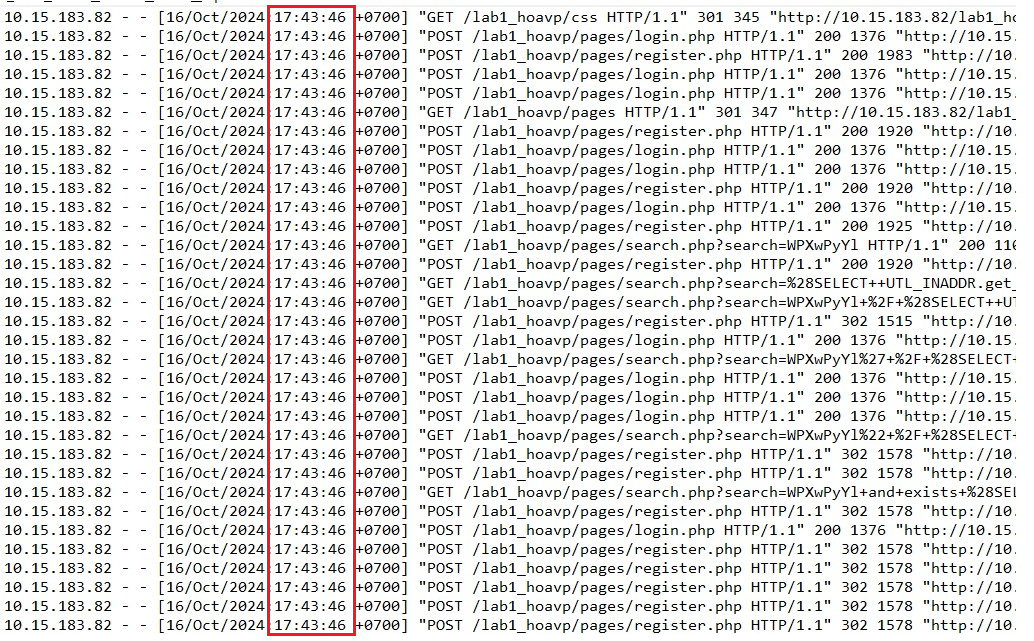 10.15.183.82 - - [16/Oct/2024:17:43:46 +0700] "GET /lab1_hoavp/css HTTP/1.1" 301 345 "http://10.15.183.82/lab1_ho
10.15.183.82 - - [16/Oct/2024:17:43:46 +0700] "POST /lab1_hoavp/pages/login.php HTTP/1.1" 200 1376 "http://10.15.
10.15.183.82 - - [16/Oct/2024:17:43:46 +0700] "POST /lab1_hoavp/pages/register.php HTTP/1.1" 200 1983 "http://10.
10.15.183.82 - - [16/Oct/2024:17:43:46 +0700] "POST /lab1_hoavp/pages/login.php HTTP/1.1" 200 1376 "http://10.15.
10.15.183.82 - - [16/Oct/2024:17:43:46 +0700] "POST /lab1_hoavp/pages/login.php HTTP/1.1" 200 1376 "http://10.15.
10.15.183.82 - - [16/Oct/2024:17:43:46 +0700] "GET /lab1_hoavp/pages HTTP/1.1" 301 347 "http://10.15.183.82/lab1_
10.15.183.82 - - [16/Oct/2024:17:43:46 +0700] "POST /lab1_hoavp/pages/register.php HTTP/1.1" 200 1920 "http://10.
10.15.183.82 - - [16/Oct/2024:17:43:46 +0700] "POST /lab1_hoavp/pages/login.php HTTP/1.1" 200 1376 "http://10.15.
10.15.183.82 - - [16/Oct/2024:17:43:46 +0700] "POST /lab1_hoavp/pages/login.php HTTP/1.1" 200 1376 "http://10.15.
10.15.183.82 - - [16/Oct/2024:17:43:46 +0700] "POST /lab1_hoavp/pages/register.php HTTP/1.1" 200 1920 "http://10.
10.15.183.82 - - [16/Oct/2024:17:43:46 +0700] "POST /lab1_hoavp/pages/login.php HTTP/1.1" 200 1376 "http://10.15.
10.15.183.82 - - [16/Oct/2024:17:43:46 +0700] "POST /lab1_hoavp/pages/register.php HTTP/1.1" 200 1925 "http://10.
10.15.183.82 - - [16/Oct/2024:17:43:46 +0700] "GET /lab1_hoavp/pages/search.php?search=WPXwPyYl HTTP/1.1" 200 110
10.15.183.82 - - [16/Oct/2024:17:43:46 +0700] "POST /lab1_hoavp/pages/register.php HTTP/1.1" 200 1920 "http://10.
10.15.183.82 - - [16/Oct/2024:17:43:46 +0700] "GET /lab1_hoavp/pages/search.php?search=%28SELECT++UTL_INADDR.get_
10.15.183.82 - - [16/Oct/2024:17:43:46 +0700] "GET /lab1_hoavp/pages/search.php?search=WPXwPyYl+%2F+%28SELECT++UT
10.15.183.82 - - [16/Oct/2024:17:43:46 +0700] "POST /lab1_hoavp/pages/register.php HTTP/1.1" 302 1515 "http://10.
10.15.183.82 - - [16/Oct/2024:17:43:46 +0700] "POST /lab1_hoavp/pages/login.php HTTP/1.1" 200 1376 "http://10.15.
10.15.183.82 - - [16/Oct/2024:17:43:46 +0700] "GET /lab1_hoavp/pages/search.php?search=WPXwPyYl%27+%2F+%28SELECT+
10.15.183.82 - - [16/Oct/2024:17:43:46 +0700] "POST /lab1_hoavp/pages/login.php HTTP/1.1" 200 1376 "http://10.15.
10.15.183.82 - - [16/Oct/2024:17:43:46 +0700] "POST /lab1_hoavp/pages/login.php HTTP/1.1" 200 1376 "http://10.15.
10.15.183.82 - - [16/Oct/2024:17:43:46 +0700] "POST /lab1_hoavp/pages/login.php HTTP/1.1" 200 1376 "http://10.15.
10.15.183.82 - - [16/Oct/2024:17:43:46 +0700] "GET /lab1_hoavp/pages/search.php?search=WPXwPyYl%22+%2F+%28SELECT+
10.15.183.82 - - [16/Oct/2024:17:43:46 +0700] "POST /lab1_hoavp/pages/register.php HTTP/1.1" 302 1578 "http://10.
10.15.183.82 - - [16/Oct/2024:17:43:46 +0700] "POST /lab1_hoavp/pages/register.php HTTP/1.1" 302 1578 "http://10.
10.15.183.82 - - [16/Oct/2024:17:43:46 +0700] "GET /lab1_hoavp/pages/search.php?search=WPXwPyYl+and+exists+%28SEL
10.15.183.82 - - [16/Oct/2024:17:43:46 +0700] "POST /lab1_hoavp/pages/register.php HTTP/1.1" 302 1578 "http://10.
10.15.183.82 - - [16/Oct/2024:17:43:46 +0700] "POST /lab1_hoavp/pages/login.php HTTP/1.1" 200 1376 "http://10.15.
10.15.183.82 - - [16/Oct/2024:17:43:46 +0700] "POST /lab1_hoavp/pages/register.php HTTP/1.1" 302 1578 "http://10.
10.15.183.82 - - [16/Oct/2024:17:43:46 +0700] "POST /lab1_hoavp/pages/register.php HTTP/1.1" 302 1578 "http://10.
10.15.183.82 - - [16/Oct/2024:17:43:46 +0700] "POST /lab1_hoavp/pages/register.php HTTP/1.1" 302 1578 "http://10.
10.15.183.82 - - [16/Oct/2024:17:43:46 +0700] "POST /lab1_hoavp/pages/register.php HTTP/1.1" 302 1578 "http://10.
10.15.183.82 - - [16/Oct/2024:17:43:46 +0700] "POST /lab1_hoavp/pages/register.php HTTP/1.1" 302 1578 "http://10.